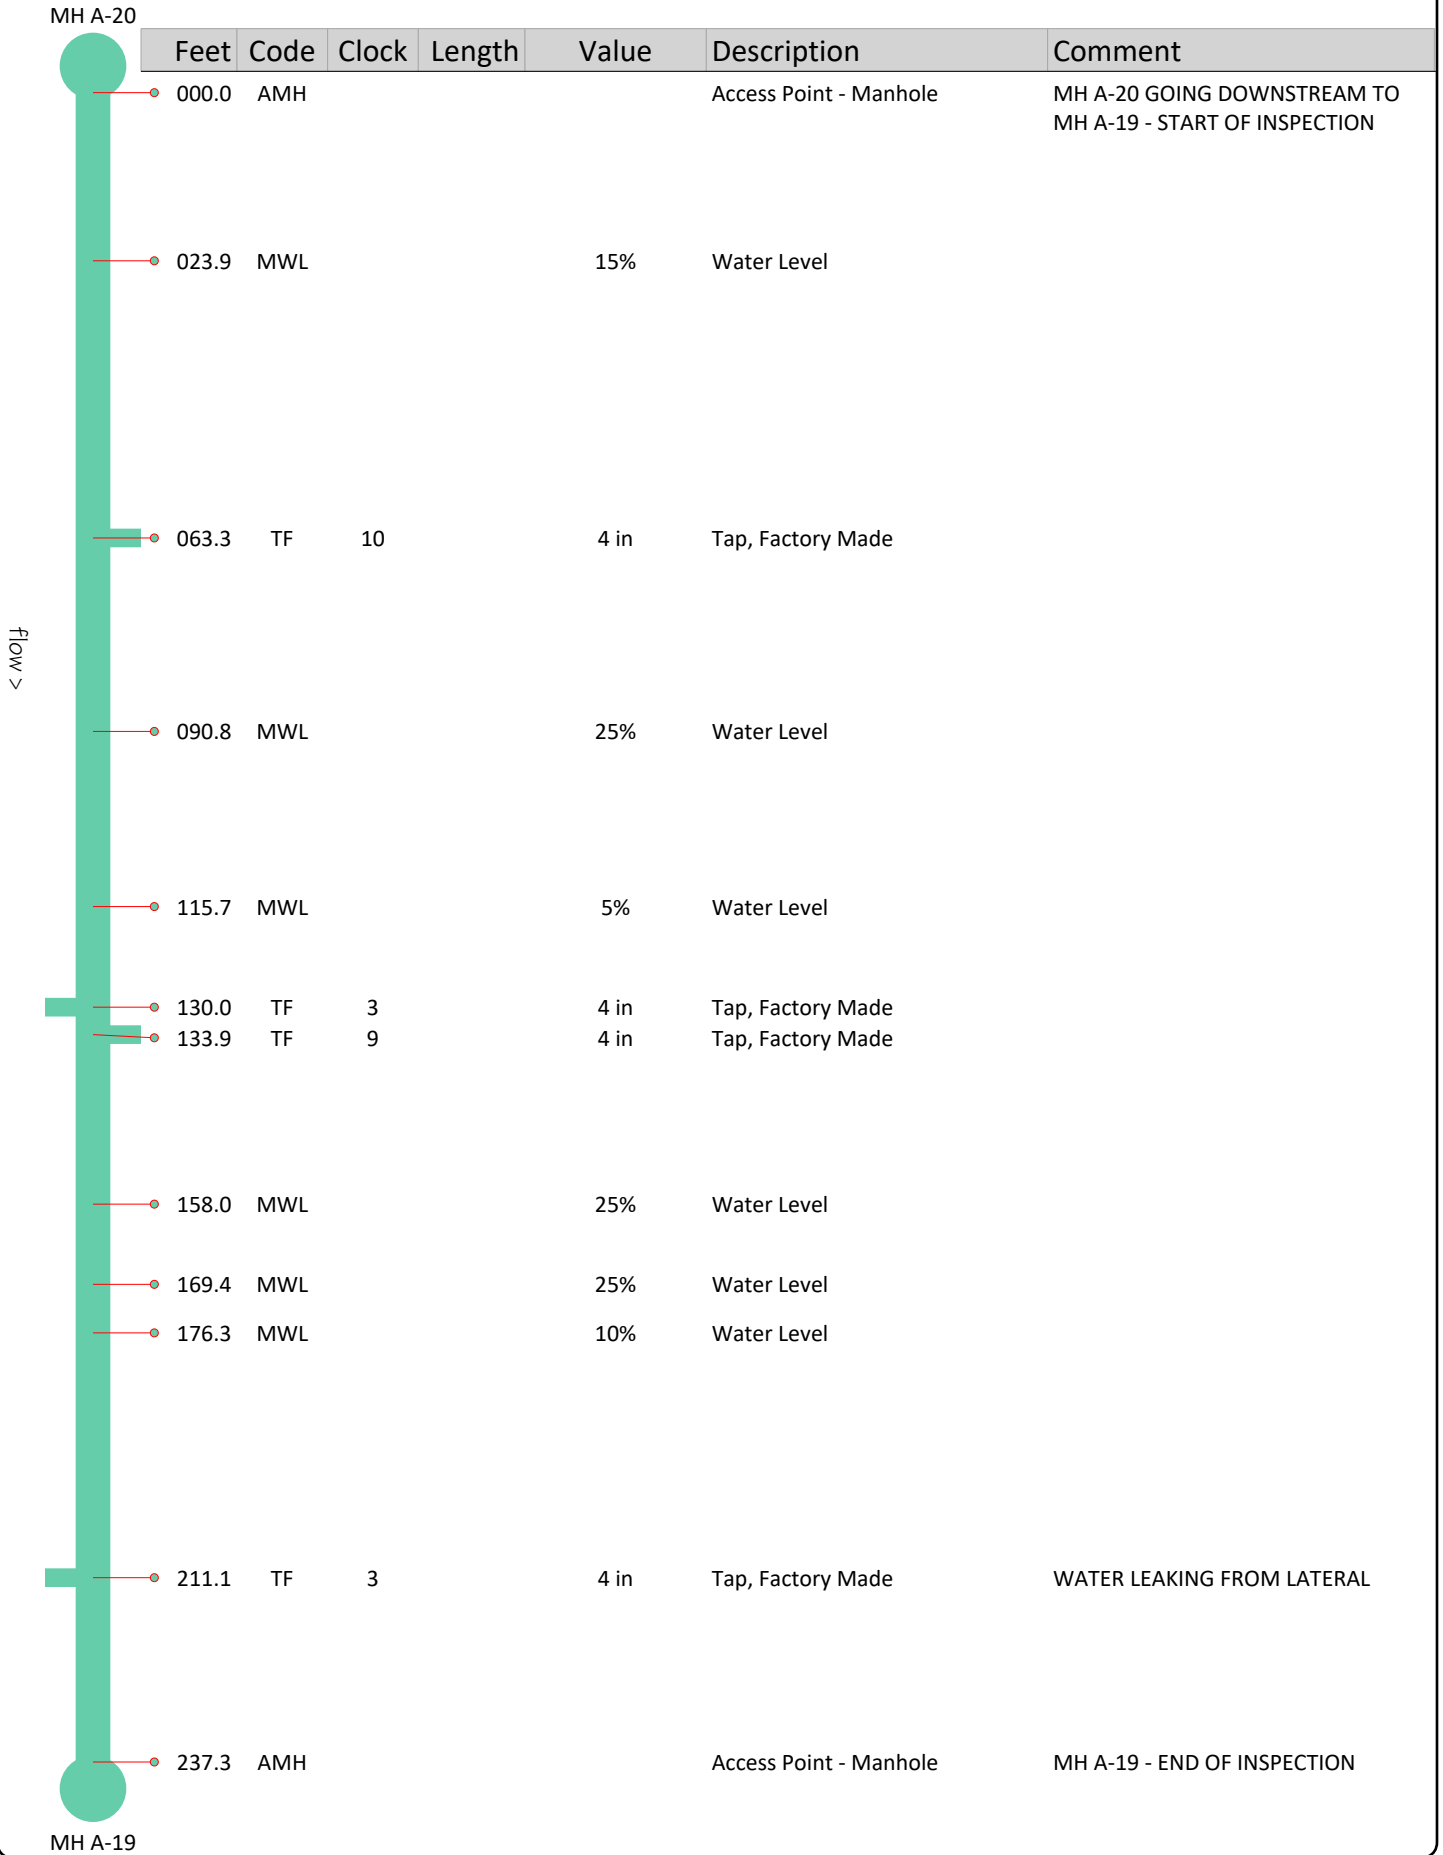 MH A-20
Feet Code Clock Length Value Description Comment
000.0 AMH Access Point - Manhole MH A-20 GOING DOWNSTREAM TO
MH A-19 - START OF INSPECTION
023.9 MWL 15% Water Level
063.3 TF 10 4 in Tap, Factory Made
flow >
090.8 MWL 25% Water Level
115.7 MWL 5% Water Level
130.0 TF 3 4 in Tap, Factory Made
133.9 TF 9 4 in Tap, Factory Made
158.0 MWL 25% Water Level
169.4 MWL 25% Water Level
176.3 MWL 10% Water Level
211.1 TF 3 4 in Tap, Factory Made WATER LEAKING FROM LATERAL
237.3 AMH Access Point - Manhole MH A-19 - END OF INSPECTION
MH A-19